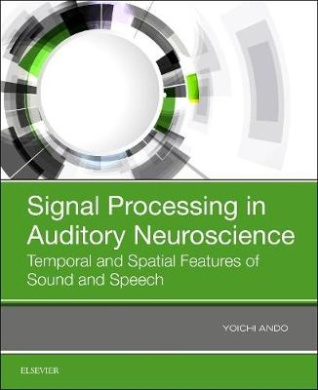 Signal Processing in
Auditory Neuroscience
Temporal and Spatial Features of
Sound and Speech
YOICHI ANDO
ELSEVIER